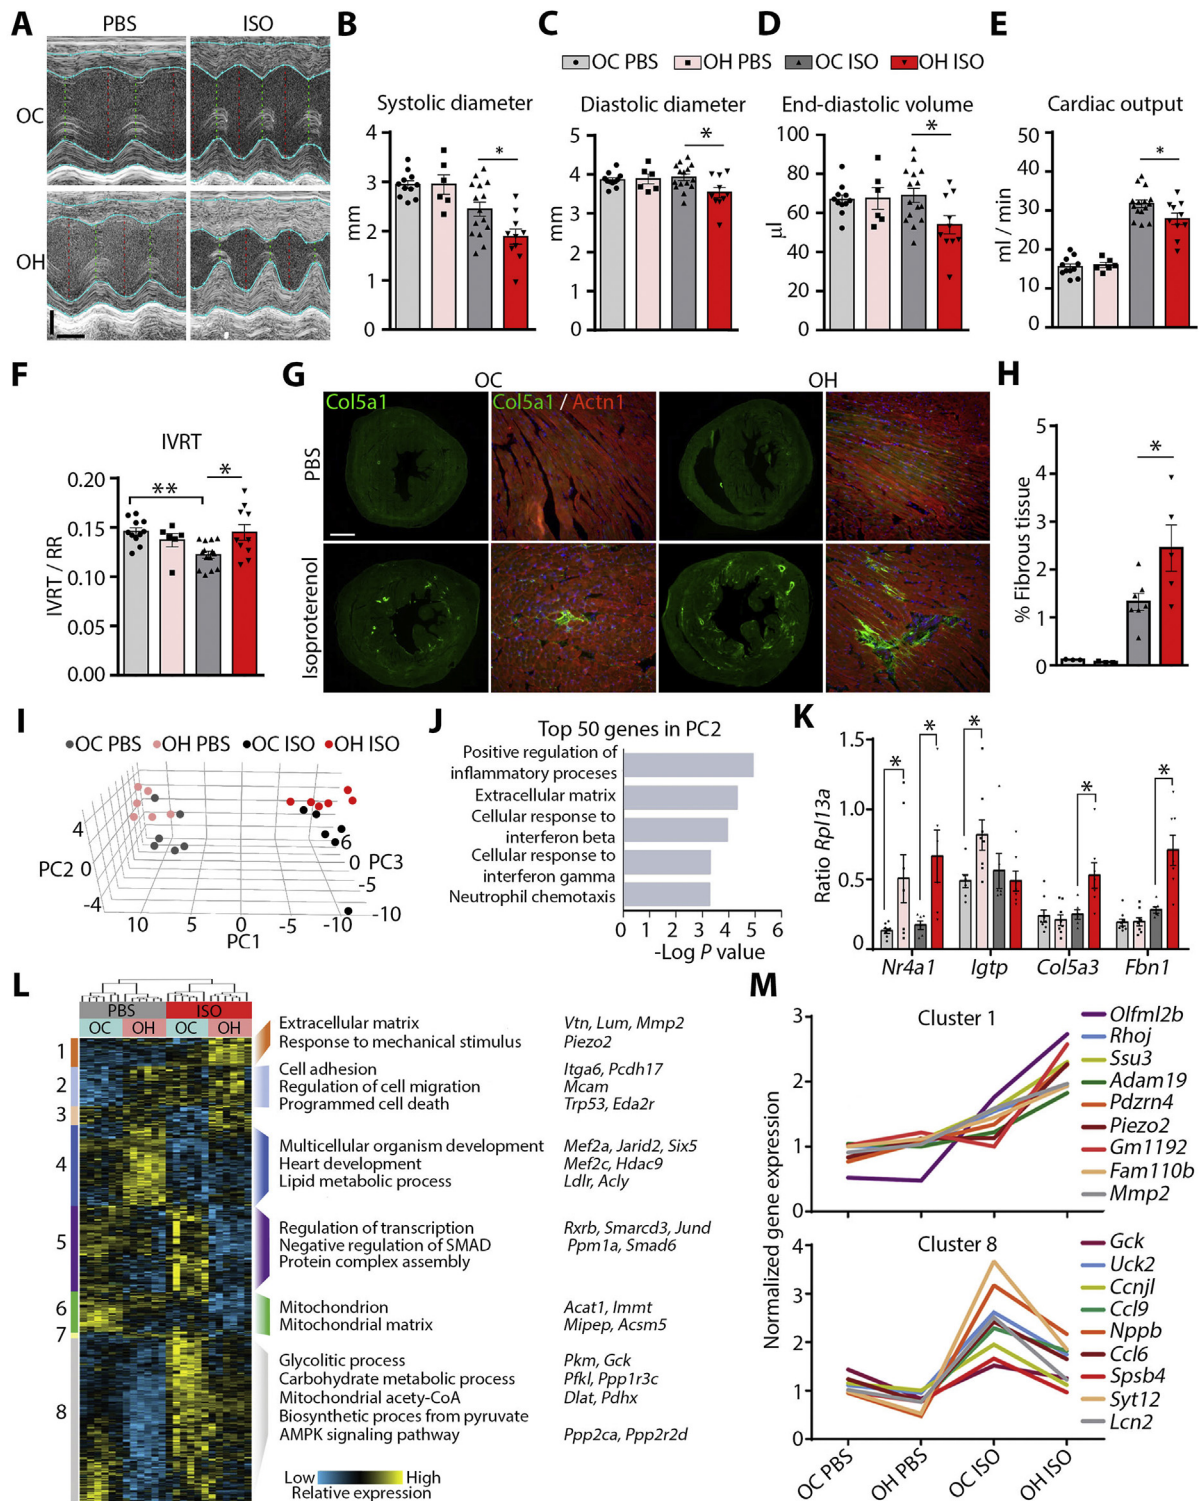 A
PBS
ISO
OC
OH
B
C
D
E
OC PBS
OH PBS
OC ISO
OH ISO
Systolic diameter
mm
4
3
2
1
0
*
Diastolic diameter
mm
5
4
3
2
1
0
*
End-diastolic volume
μl
100
80
60
40
20
0
*
Cardiac output
ml / min
50
40
30
20
10
0
*
F
IVRT
IVRT / RR
0.20
0.15
0.10
0.05
0.00
**
*
G
OC
OH
Col5a1
Col5a1 / Actn1
PBS
Isoproterenol
H
% Fibrous tissue
5
4
3
2
1
0
*
I
OC PBS
OH PBS
OC ISO
OH ISO
4
PC2 0
-4
10
5
0
-5
-10
PC1
6
0 PC3
-5
-10
J
Top 50 genes in PC2
Positive regulation of
inflammatory proceses
Extracellular matrix
Cellular response to
interferon beta
Cellular response to
interferon gamma
Neutrophil chemotaxis
0 1 2 3 4 5 6
-Log P value
K
Ratio Rpl13a
1.5
1.0
0.5
0
*
*
*
*
*
Nr4a1
Igtp
Col5a3
Fbn1
L
PBS
ISO
OC
OH
OC
OH
1
2
3
4
5
6
7
8
Extracellular matrix
Vtn, Lum, Mmp2
Response to mechanical stimulus
Piezo2
Cell adhesion
Itga6, Pcdh17
Regulation of cell migration
Mcam
Programmed cell death
Trp53, Eda2r
Multicellular organism development
Mef2a, Jarid2, Six5
Heart development
Mef2c, Hdac9
Lipid metabolic process
Ldlr, Acly
Regulation of transcription
Rxrb, Smarcd3, Jund
Negative regulation of SMAD
Ppm1a, Smad6
Protein complex assembly
Mitochondrion
Acat1, Immt
Mitochondrial matrix
Mipep, Acsm5
Glycolitic process
Pkm, Gck
Carbohydrate metabolic process
Pfkl, Ppp1r3c
Mitochondrial acety-CoA
Dlat, Pdhx
Biosynthetic proces from pyruvate
AMPK signaling pathway
Ppp2ca, Ppp2r2d
Low
High
Relative expression
M
Normalized gene expression
Cluster 1
3
2
1
0
Olfml2b
Rhoj
Ssu3
Adam19
Pdzrn4
Piezo2
Gm1192
Fam110b
Mmp2
Cluster 8
4
3
2
1
0
Gck
Uck2
Ccnjl
Ccl9
Nppb
Ccl6
Spsb4
Syt12
Lcn2
OC PBS
OH PBS
OC ISO
OH ISO